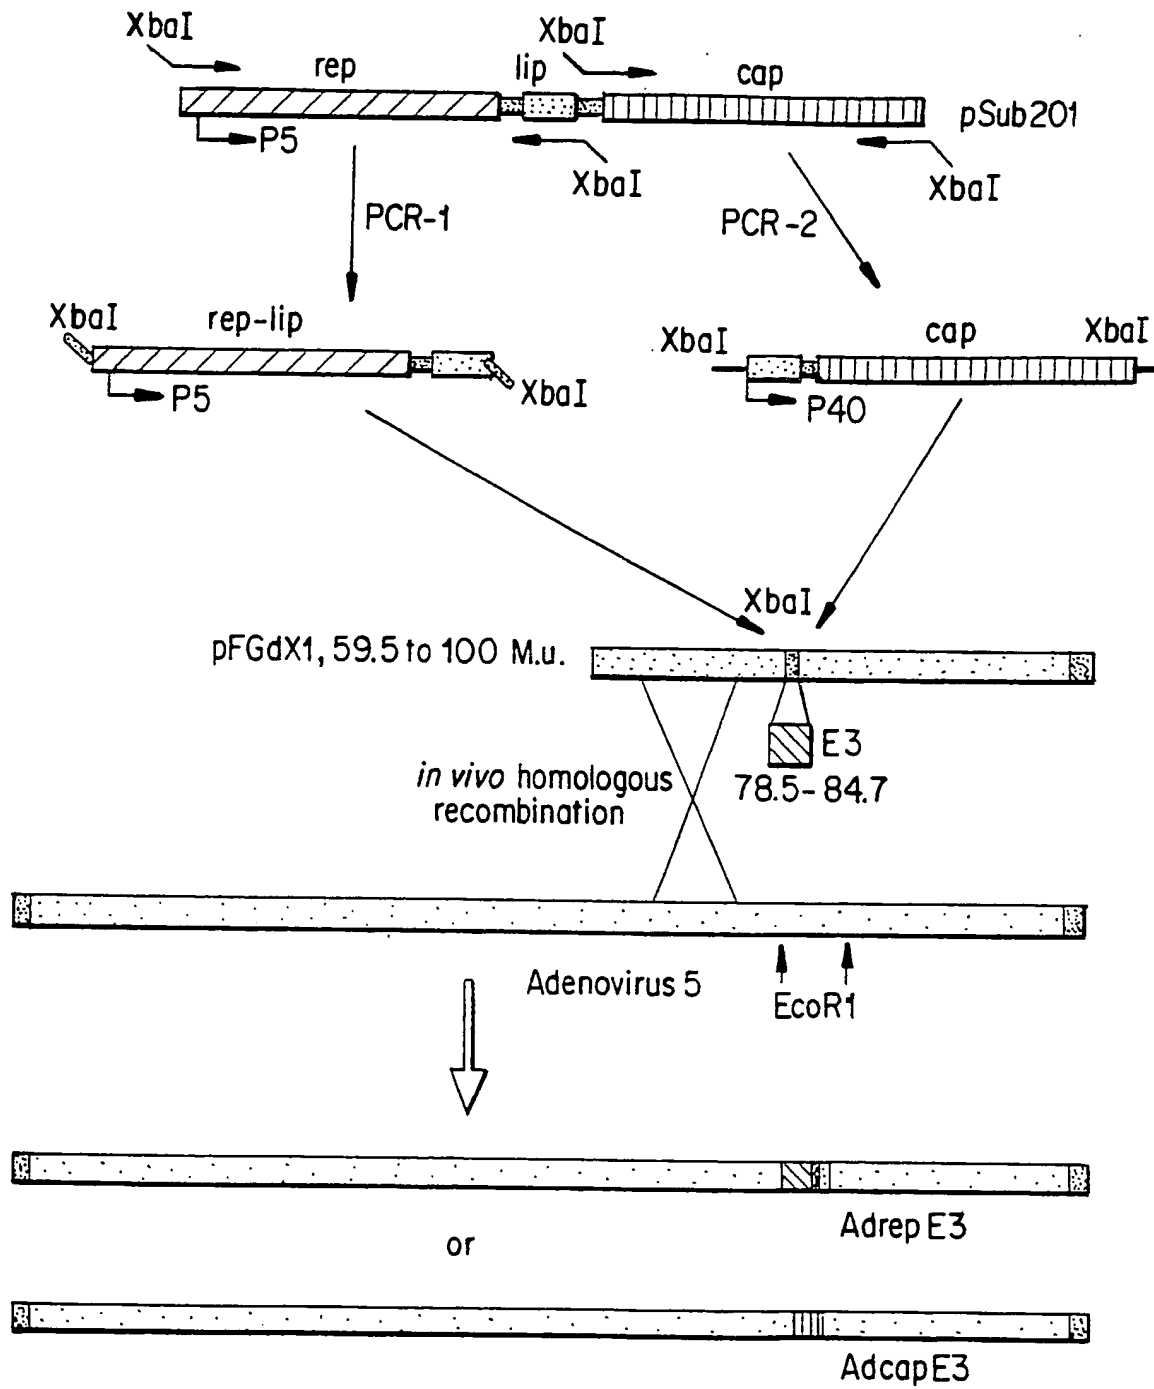 XbaI
XbaI
rep
lip
cap
pSub201
P5
XbaI
XbaI
PCR-1
PCR-2
XbaI
rep-lip
XbaI
cap
XbaI
P5
XbaI
P40
XbaI
pFGdX1, 59.5 to 100 M.u.
E3
78.5-84.7
in vivo homologous
recombination
Adenovirus 5
EcoR1
Adrep E3
or
AdcapE3